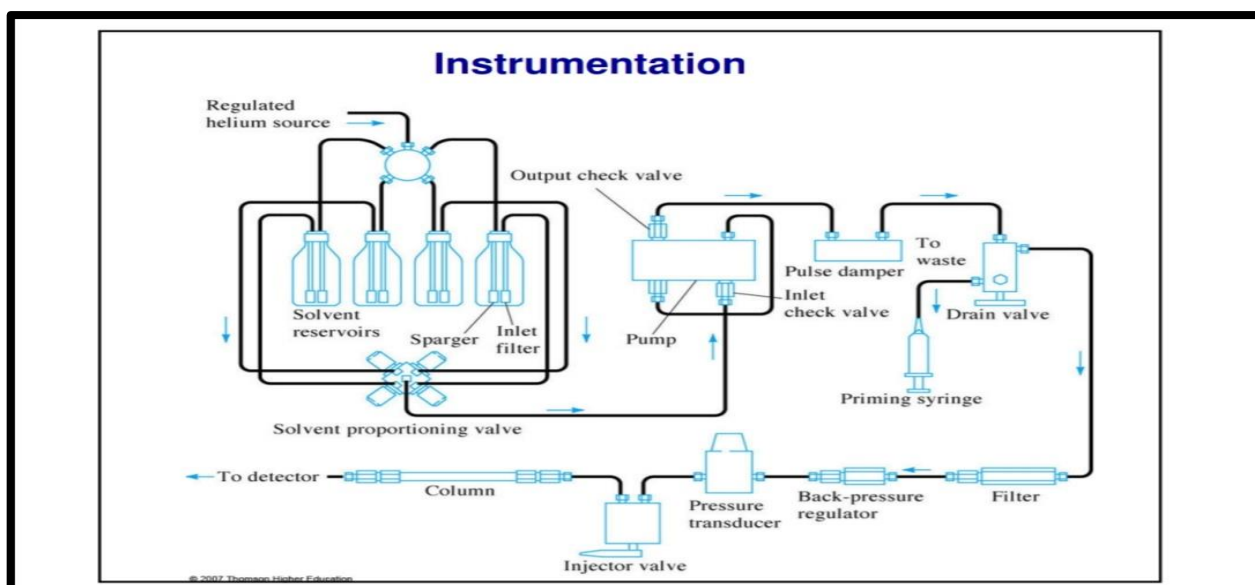 Instrumentation
Regulated
helium source
Output check valve
Solvent
reservoirs
Sparger
Inlet
filter
Pump
Inlet
check valve
Pulse damper
To
waste
Drain valve
Priming syringe
Solvent proportioning valve
To detector
Column
Injector valve
Pressure
transducer
Back-pressure
regulator
Filter
© 2007 Thomson Higher Education